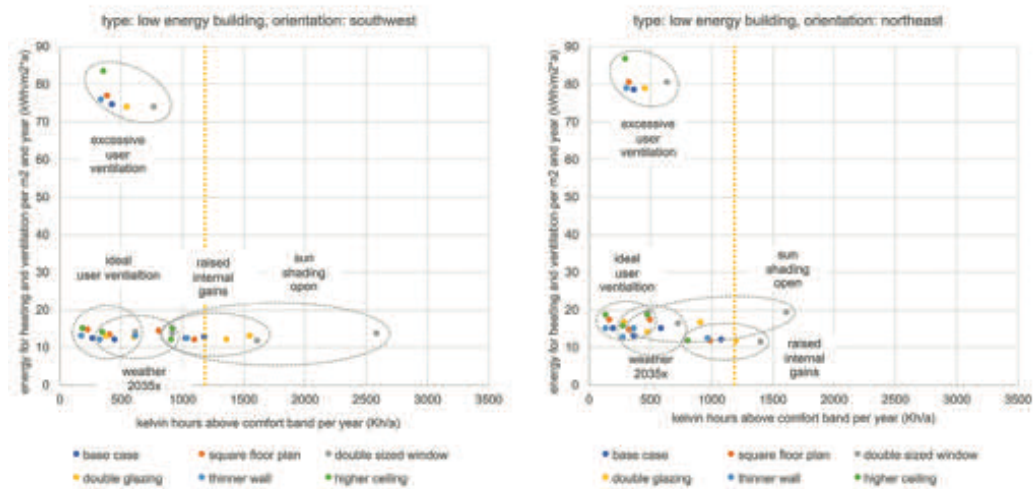 type: low energy building, orientation: southwest
energy for heating and ventilation per m2 and year (kWh/m2*a)
90
80
70
60
50
40
30
20
10
0
excessive
user
ventilation
ideal
user ventialtion
raised
internal
gains
sun
shading
open
weather
2035x
0 500 1000 1500 2000 2500 3000 3500
kelvin hours above comfort band per year (Kh/a)
base case square floor plan double sized window
double glazing thinner wall higher ceiling
type: low energy building, orientation: northeast
energy for heating and ventilation per m2 and year (kWh/m2*a)
90
80
70
60
50
40
30
20
10
0
excessive
user
ventilation
ideal
user
ventialtion
sun
shading
open
weather
2035x
raised
internal
gains
0 500 1000 1500 2000 2500 3000 3500
kelvin hours above comfort band per year (Kh/a)
base case square floor plan double sized window
double glazing thinner wall higher ceiling